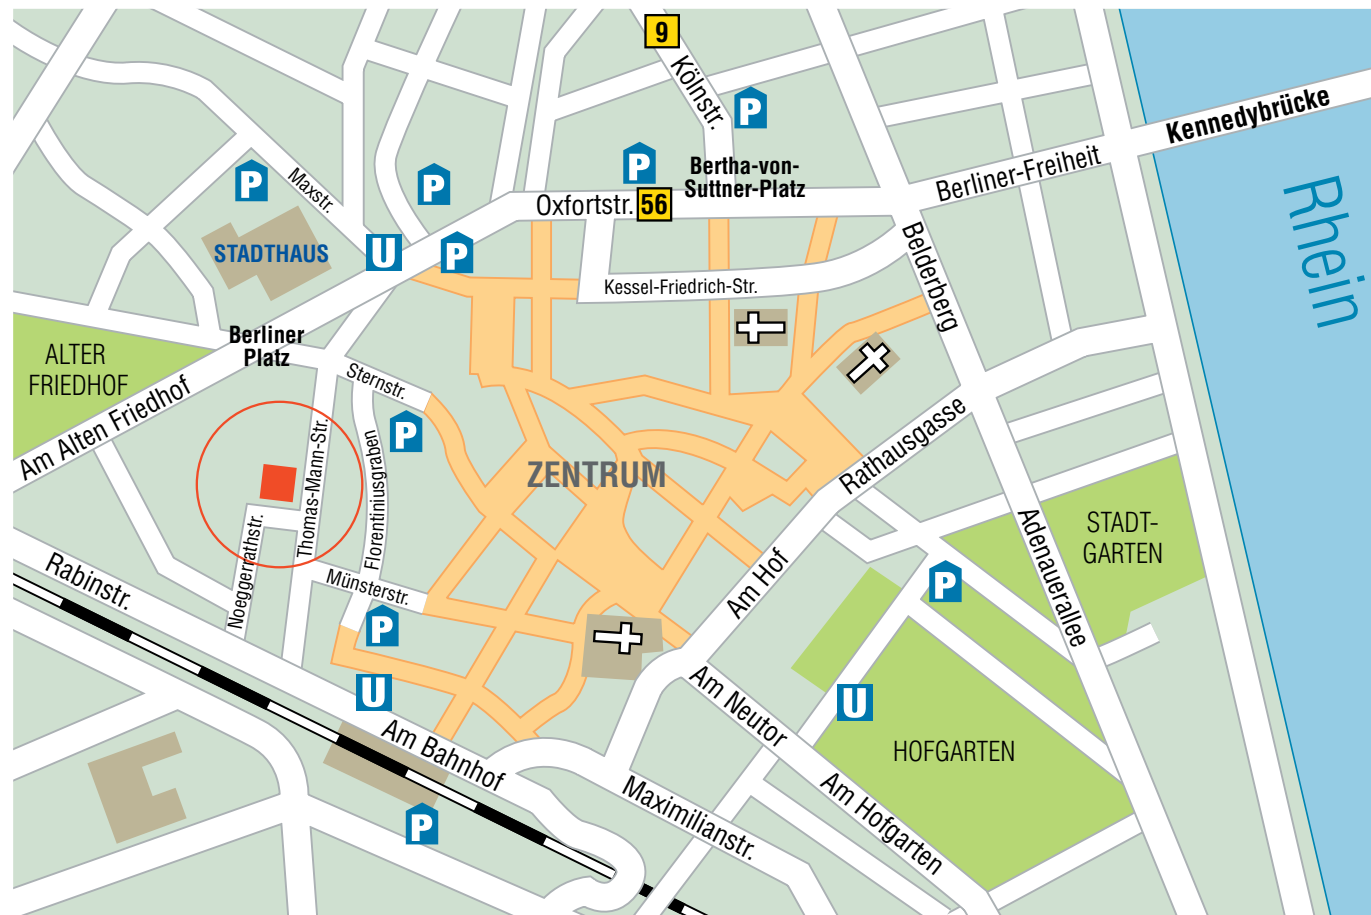 9
Kölnstr.
P
Kennedybrücke
P
Bertha-von-
Suttner-Platz
Berliner-Freiheit
P
P
Maxstr.
Oxfortstr.
56
Rhein
STADTHAUS
U
P
Belderberg
Kessel-Friedrich-Str.
Berliner
Platz
ALTER
FRIEDHOF
Sternstr.
Am Alten Friedhof
P
Florentiniusgraben
Thomas-Mann-Str.
ZENTRUM
Rathausgasse
Noeggerrathstr.
Rabinstr.
Münsterstr.
Am Hof
Adenauerallee
STADT-
GARTEN
P
P
U
Am Neutor
U
HOFGARTEN
Am Bahnhof
Maximilianstr.
Am Hofgarten
P